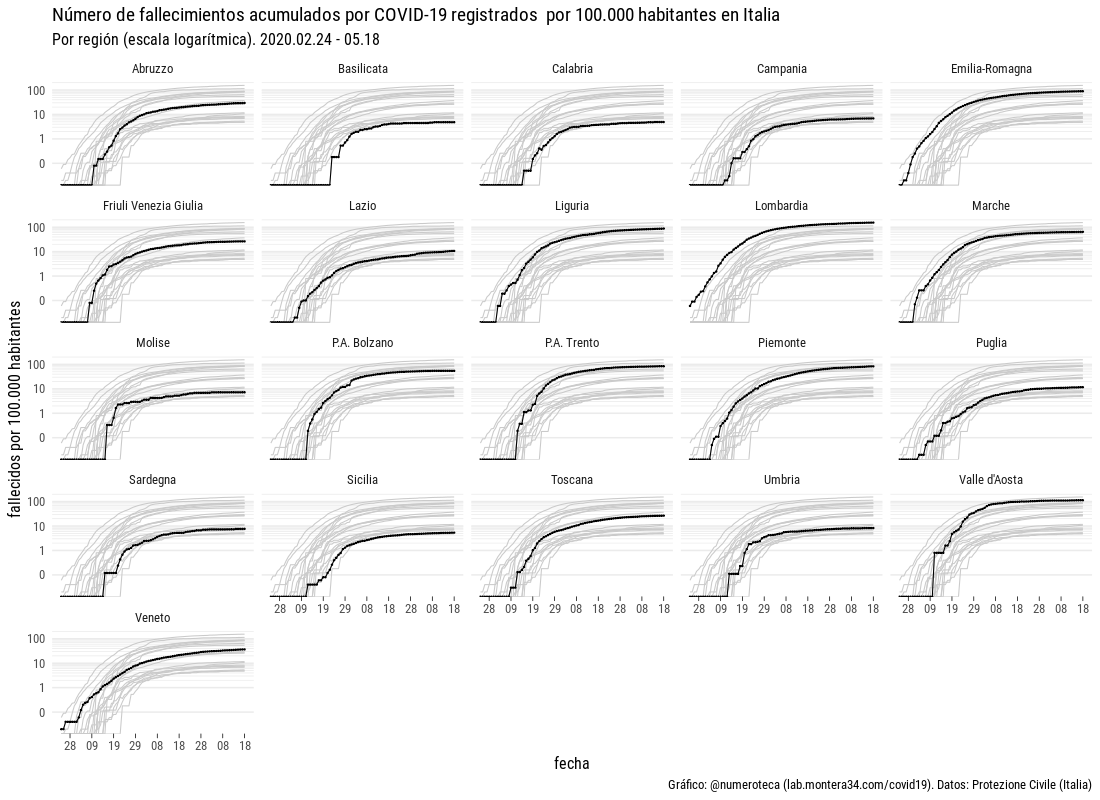 Número de fallecimientos acumulados por COVID-19 registrados  por 100.000 habitantes en Italia
Por región (escala logarítmica). 2020.02.24 - 05.18
fallecidos por 100.000 habitantes
Abruzzo Basilicata Calabria Campania Emilia-Romagna
100
10
1
0
Friuli Venezia Giulia Lazio Liguria Lombardia Marche
100
10
1
0
Molise P.A. Bolzano P.A. Trento Piemonte Puglia
100
10
1
0
Sardegna Sicilia Toscana Umbria Valle d'Aosta
100
10
1
0
28 09 19 29 08 18 28 08 18 28 09 19 29 08 18 28 08 18 28 09 19 29 08 18 28 08 18 28 09 19 29 08 18 28 08 18
Veneto
100
10
1
0
28 09 19 29 08 18 28 08 18
fecha
Gráfico: @numeroteca (lab.montera34.com/covid19). Datos: Protezione Civile (Italia)